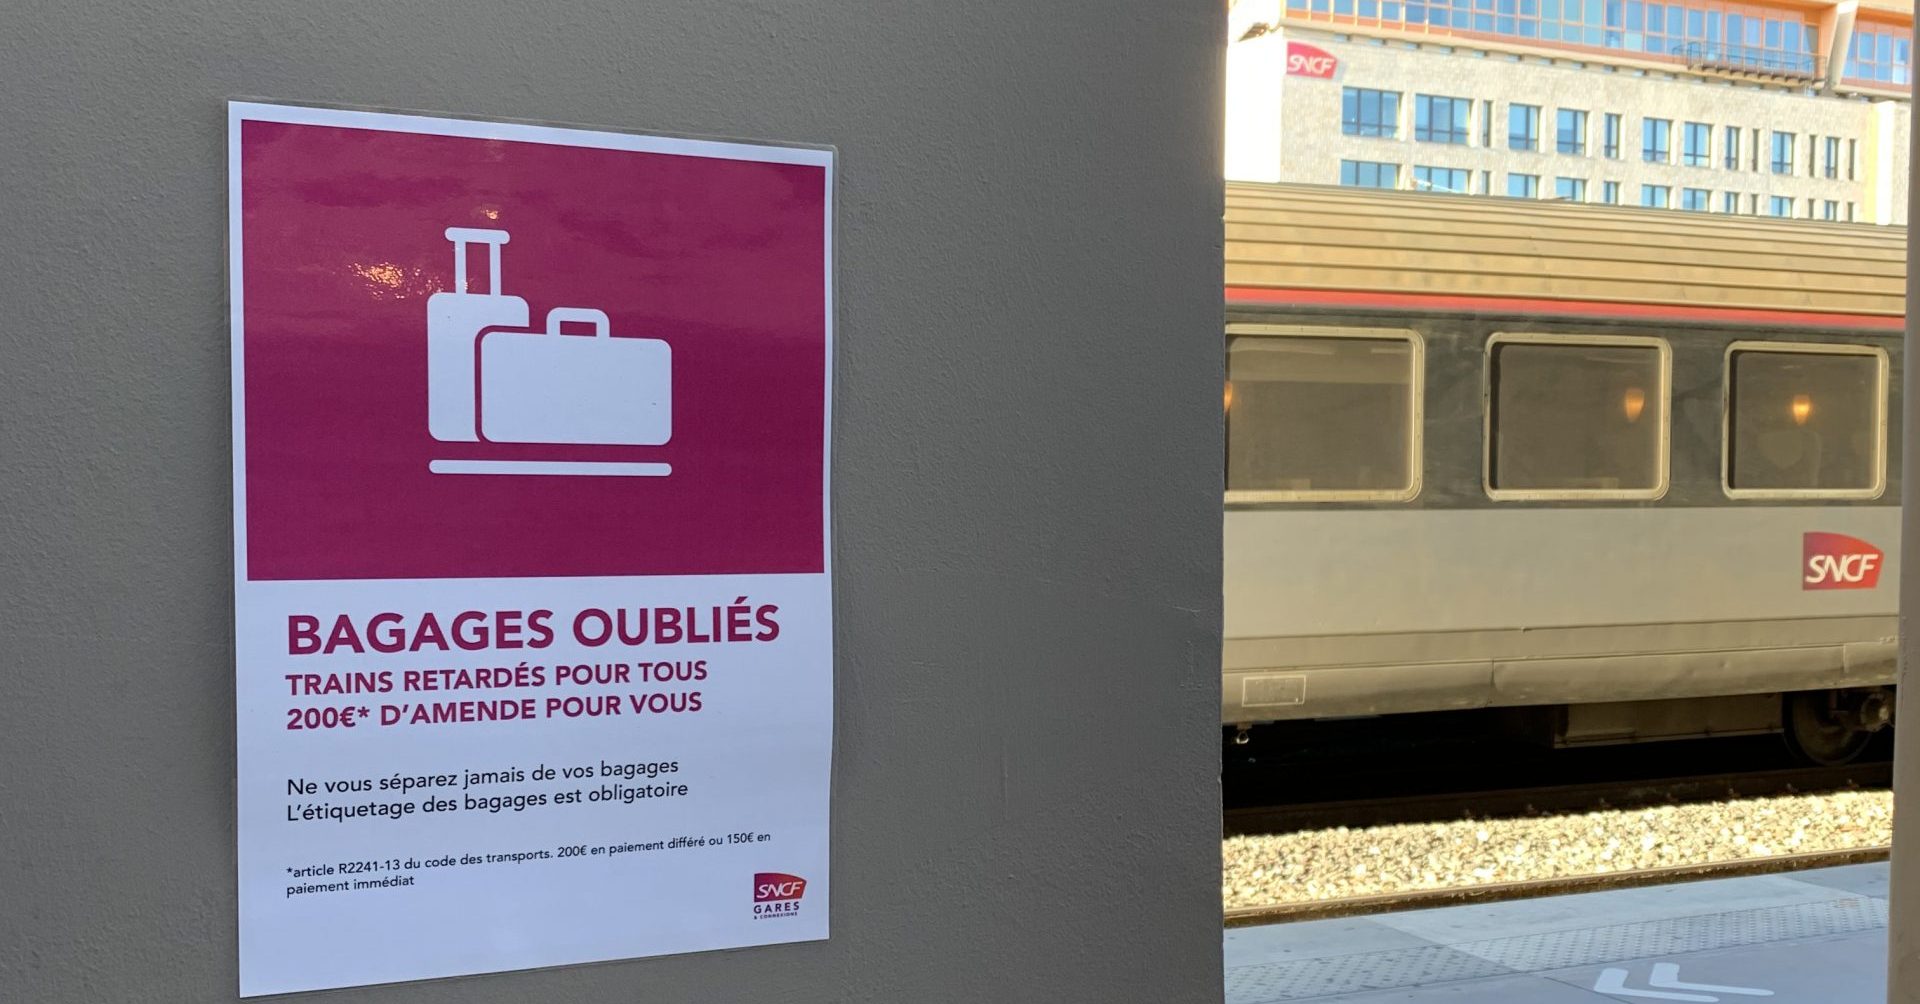 BAGAGES OUBLIÉS
TRAINS RETARDÉS POUR TOUS
200€* D'AMENDE POUR VOUS
Ne vous séparez jamais de vos bagages
L'étiquetage des bagages est obligatoire
*article R2241-13 du code des transports. 200€ en paiement différé ou 150€ en
paiement immédiat
SNCF
GARES
& CONNEXIONS
SNCF
SNCF